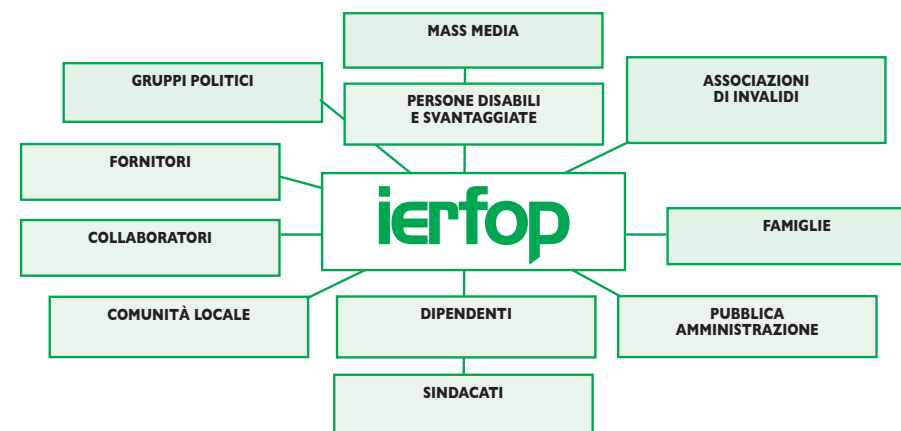 MASS MEDIA
GRUPPI POLITICI
ASSOCIAZIONI
DI INVALIDI
PERSONE DISABILI
E SVANTAGGIATE
FORNITORI
ierfop
COLLABORATORI
FAMIGLIE
COMUNITÀ LOCALE
DIPENDENTI
PUBBLICA
AMMINISTRAZIONE
SINDACATI